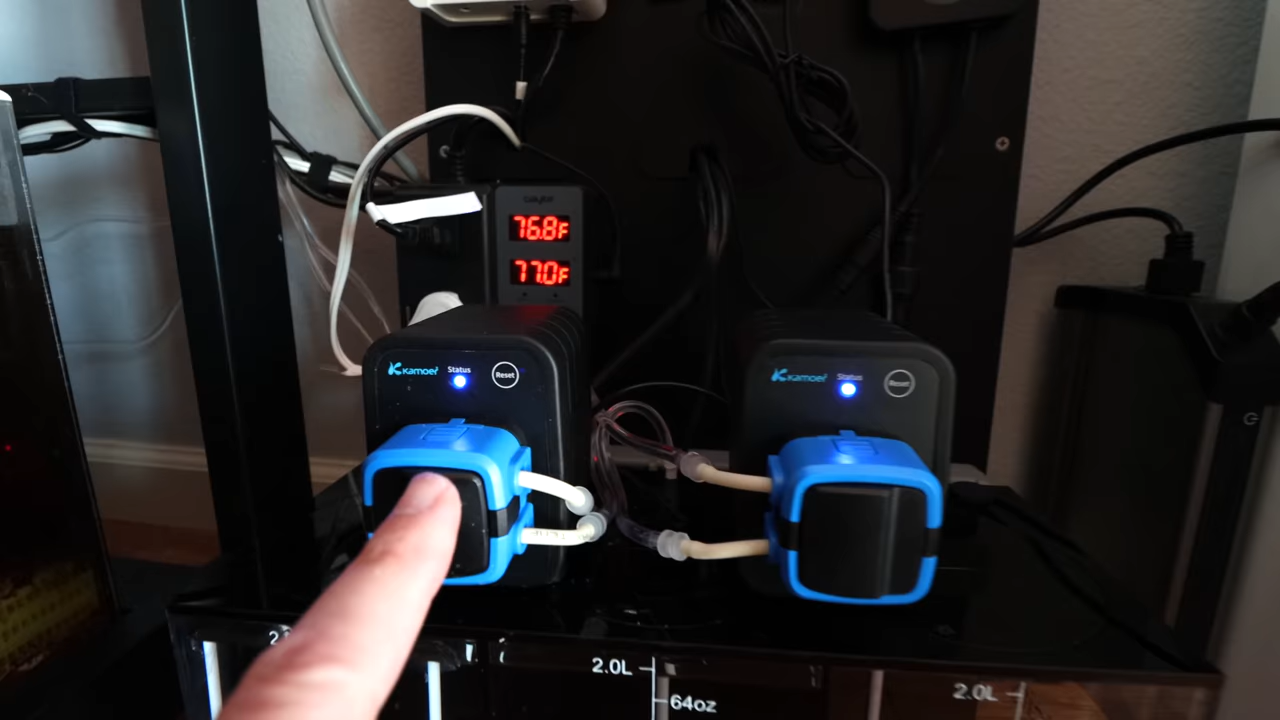 76.8F
77.0F
Kamoer
Status
Reset
Kamoer
Status
Reset
2.0L
64oz
2.0L